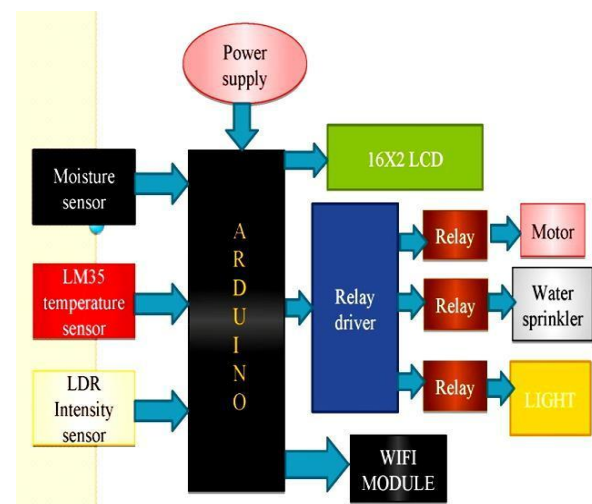 Power
supply
16X2 LCD
Moisture
sensor
A
R
D
U
I
N
O
Relay
Motor
LM35
temperature
sensor
Relay
driver
Relay
Water
sprinkler
LDR
Intensity
sensor
Relay
LIGHT
WIFI
MODULE